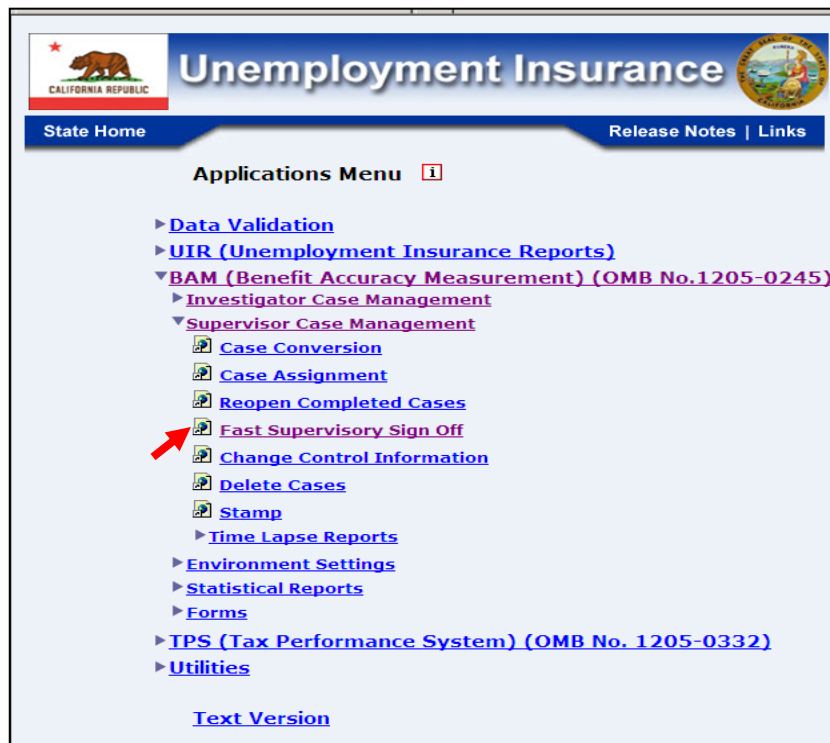 CALIFORNIA REPUBLIC
Unemployment Insurance
State Home
Release Notes | Links
Applications Menu i
Data Validation
UIR (Unemployment Insurance Reports)
BAM (Benefit Accuracy Measurement) (OMB No.1205-0245)
Investigator Case Management
Supervisor Case Management
Case Conversion
Case Assignment
Reopen Completed Cases
Fast Supervisory Sign Off
Change Control Information
Delete Cases
Stamp
Time Lapse Reports
Environment Settings
Statistical Reports
Forms
TPS (Tax Performance System) (OMB No. 1205-0332)
Utilities
Text Version